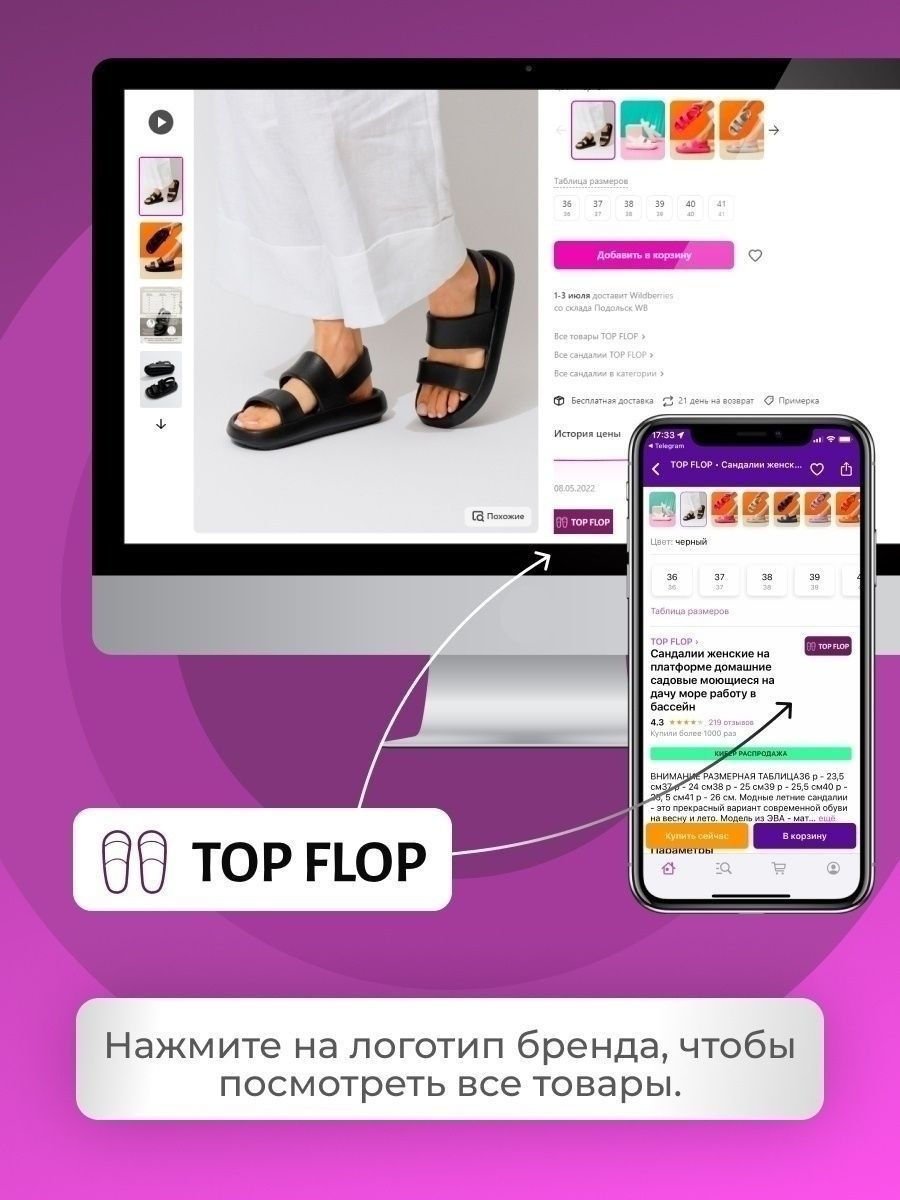 Таблица размеров
36 37 38 39 40 41
36 37 38 39 40 41
Добавить в корзину
1-3 июля доставит Wildberries
со склада Подольск WB
Все товары TOP FLOP >
Все сандалии TOP FLOP >
Все сандалии в категории >
Бесплатная доставка 21 день на возврат Примерка
История цены
08.05.2022
TOP FLOP
Похожие
17:33
Telegram
TOP FLOP • Сандалии женск...
Цвет: черный
36 37 38 39 4
36 37 38 39
Таблица размеров
TOP FLOP >
TOP FLOP
Сандалии женские на
платформе домашние
садовые моющиеся на
дачу море работу в
бассейн
4.3 ★★★★★ 219 отзывов
Купили более 1000 раз
КИБЕР РАСПРОДАЖА
ВНИМАНИЕ РАЗМЕРНАЯ ТАБЛИЦА36 р - 23,5
см37 р - 24 см38 р - 25 см39 р - 25,5 см40 р -
25, 5 см41 р - 26 см. Модные летние сандалии
- это прекрасный вариант современной обуви
на весну и лето. Модель из ЭВА - мат... ещё
Купить сейчас
В корзину
Параметры
TOP FLOP
Нажмите на логотип бренда, чтобы
посмотреть все товары.